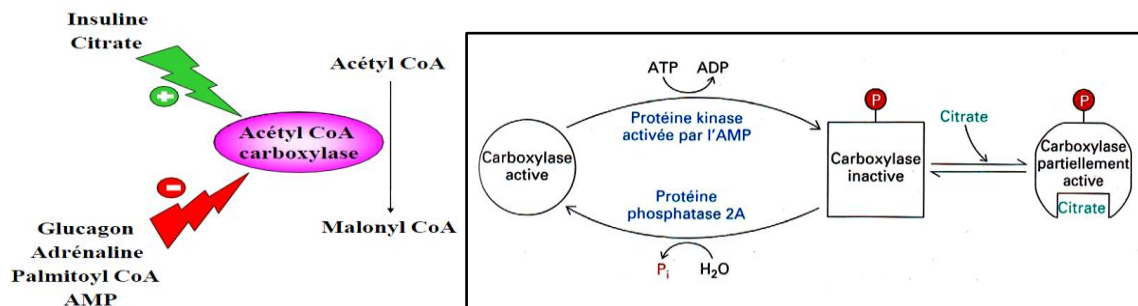 Insuline
Citrate
+
Acétyl CoA
Acétyl CoA
carboxylase
Malonyl CoA
Glucagon
Adrénaline
Palmitoyl CoA
AMP
ATP
ADP
Protéine kinase
activée par l'AMP
Carboxylase
active
Protéine
phosphatase 2A
Pi
H₂O
P
Carboxylase
inactive
Citrate
P
Carboxylase
partiellement
active
Citrate